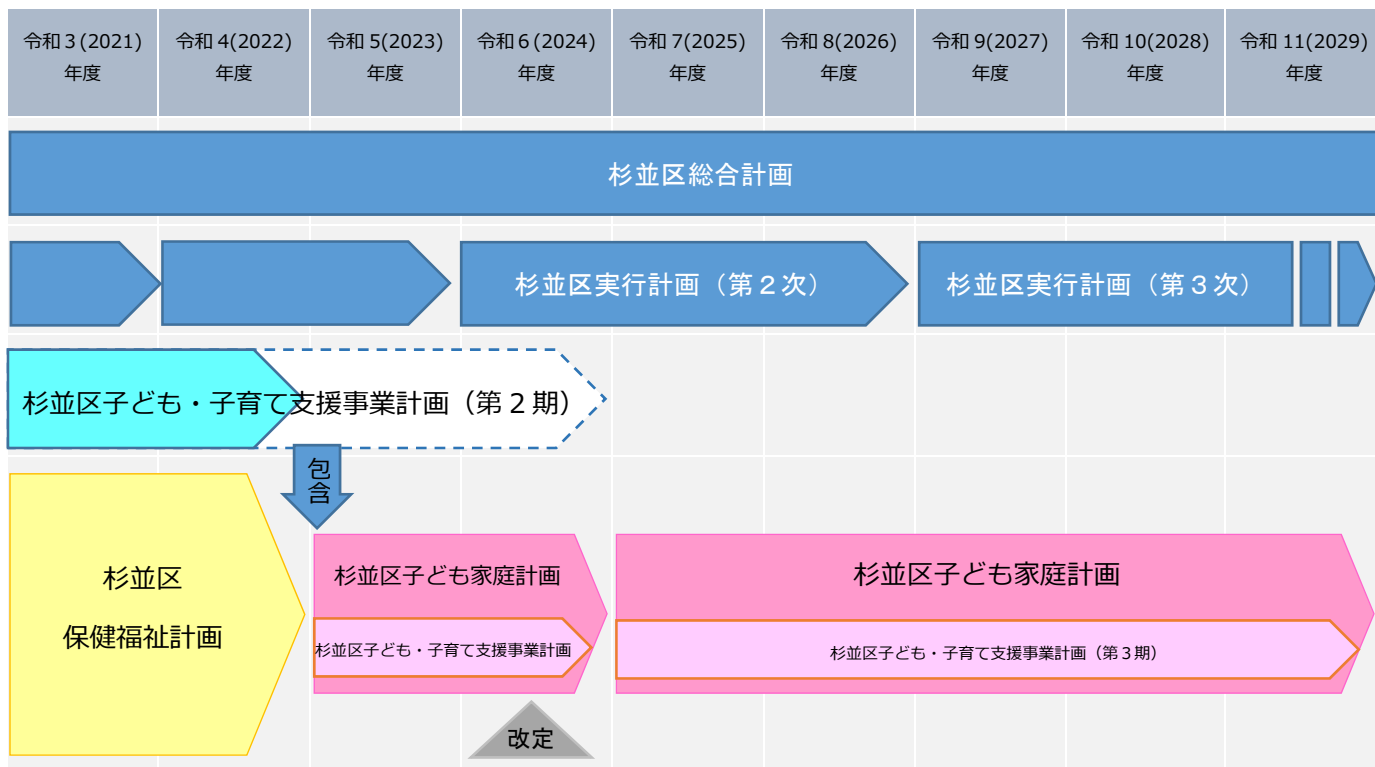 令和３(2021)
年度
令和 4(2022)
年度
令和 5(2023)
年度
令和６(2024)
年度
令和 7(2025)
年度
令和 8(2026)
年度
令和 9(2027)
年度
令和 10(2028)
年度
令和 11(2029)
年度
杉並区総合計画
杉並区実行計画（第２次）
杉並区実行計画（第３次）
杉並区子ども・子育て支援事業計画（第２期）
包含
杉並区
保健福祉計画
杉並区子ども家庭計画
杉並区子ども・子育て支援事業計画
杉並区子ども家庭計画
杉並区子ども・子育て支援事業計画（第３期）
改定